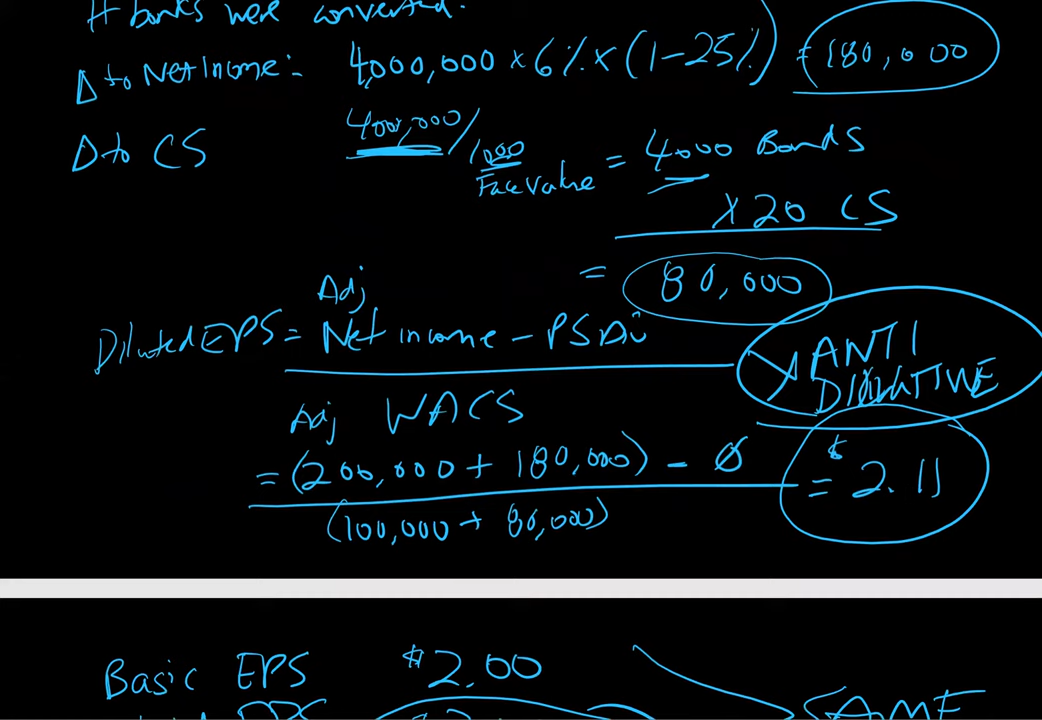 If bonds were converted.
Δ to Net Income:- 4,000,000 x 6% x (1-25%) = 180,000
Δ to CS 4,000,000 / 1,000 = 4000 Bonds
Face Value
X 20 CS
= 80,000
Adj
Diluted EPS = Net income - PS Div
ANTI
DILUTIVE
Adj WACS
= (200,000 + 180,000) - 0
= $2.11
(100,000 + 80,000)
Basic EPS $2.00
SAME